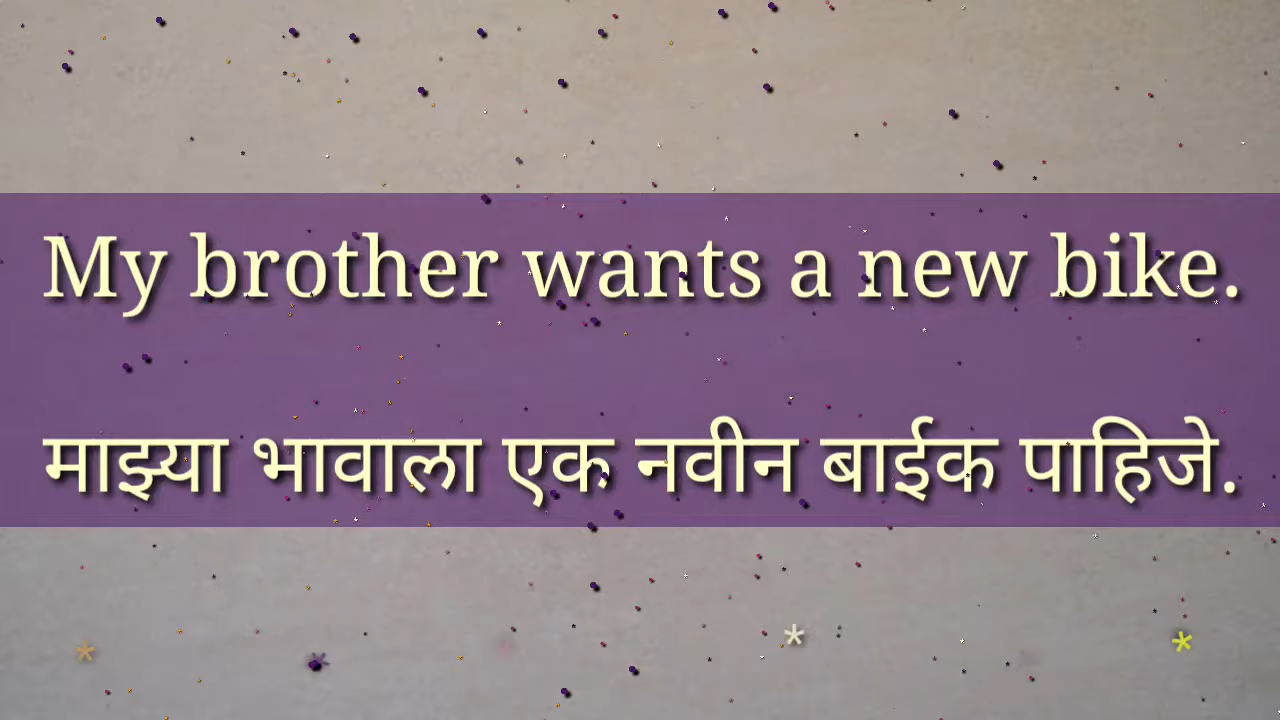 My brother wants a new bike.
माझ्या भावाला एक नवीन बाईक पाहिजे.